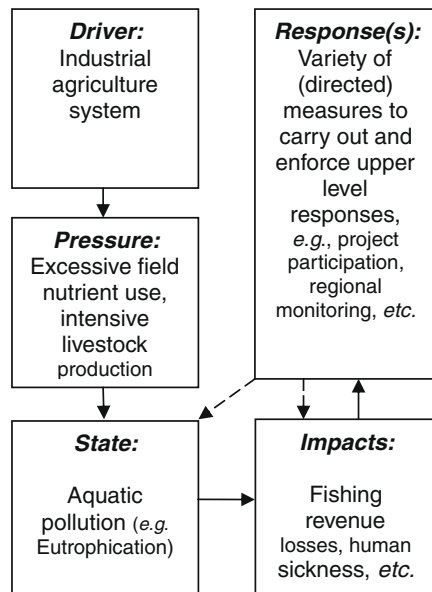 Driver:
Industrial
agriculture
system
Pressure:
Excessive field
nutrient use,
intensive
livestock
production
State:
Aquatic
pollution (e.g.
Eutrophication)
Response(s):
Variety of
(directed)
measures to
carry out and
enforce upper
level
responses,
e.g., project
participation,
regional
monitoring, etc.
Impacts:
Fishing
revenue
losses, human
sickness, etc.